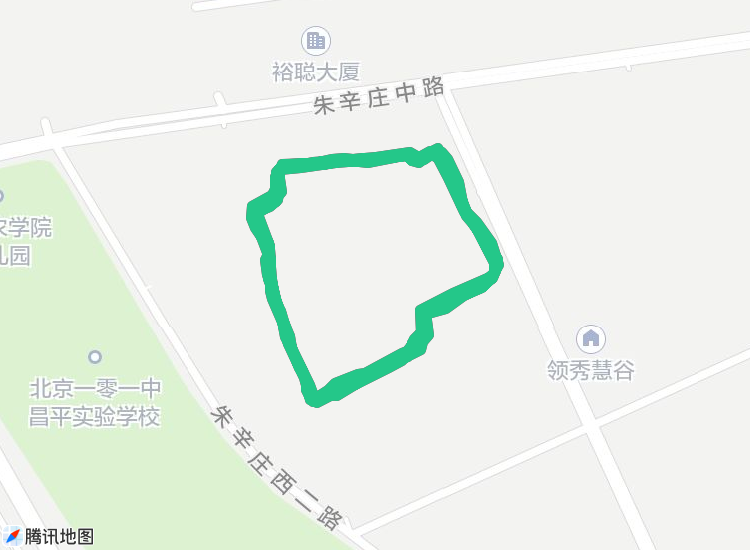 裕聪大厦
朱辛庄中路
农学院
儿园
领秀慧谷
北京一零一中
昌平实验学校
朱辛庄西二路
腾讯地图